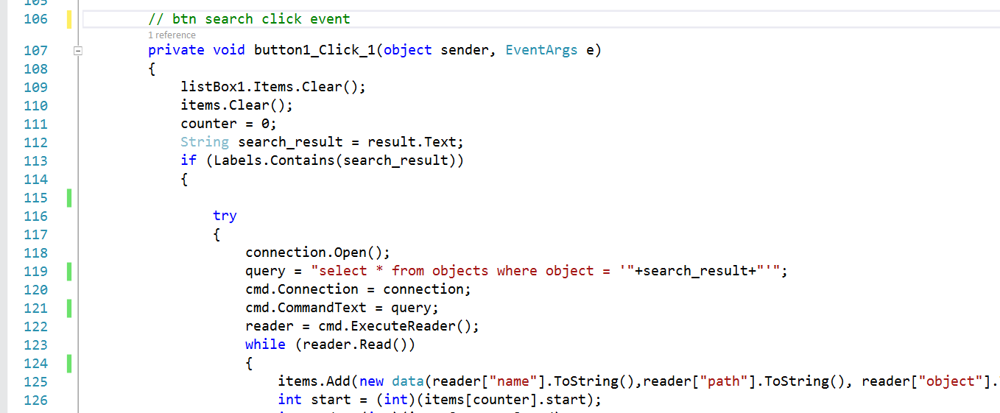 105
106 // btn search click event
1 reference
107 private void button1_Click_1(object sender, EventArgs e)
108 {
109 listBox1.Items.Clear();
110 items.Clear();
111 counter = 0;
112 String search_result = result.Text;
113 if (Labels.Contains(search_result))
114 {
115
116 try
117 {
118 connection.Open();
119 query = "select * from objects where object = '"+search_result+"'";
120 cmd.Connection = connection;
121 cmd.CommandText = query;
122 reader = cmd.ExecuteReader();
123 while (reader.Read())
124 {
125 items.Add(new data(reader["name"].ToString(),reader["path"].ToString(), reader["object"].
126 int start = (int)(items[counter].start);